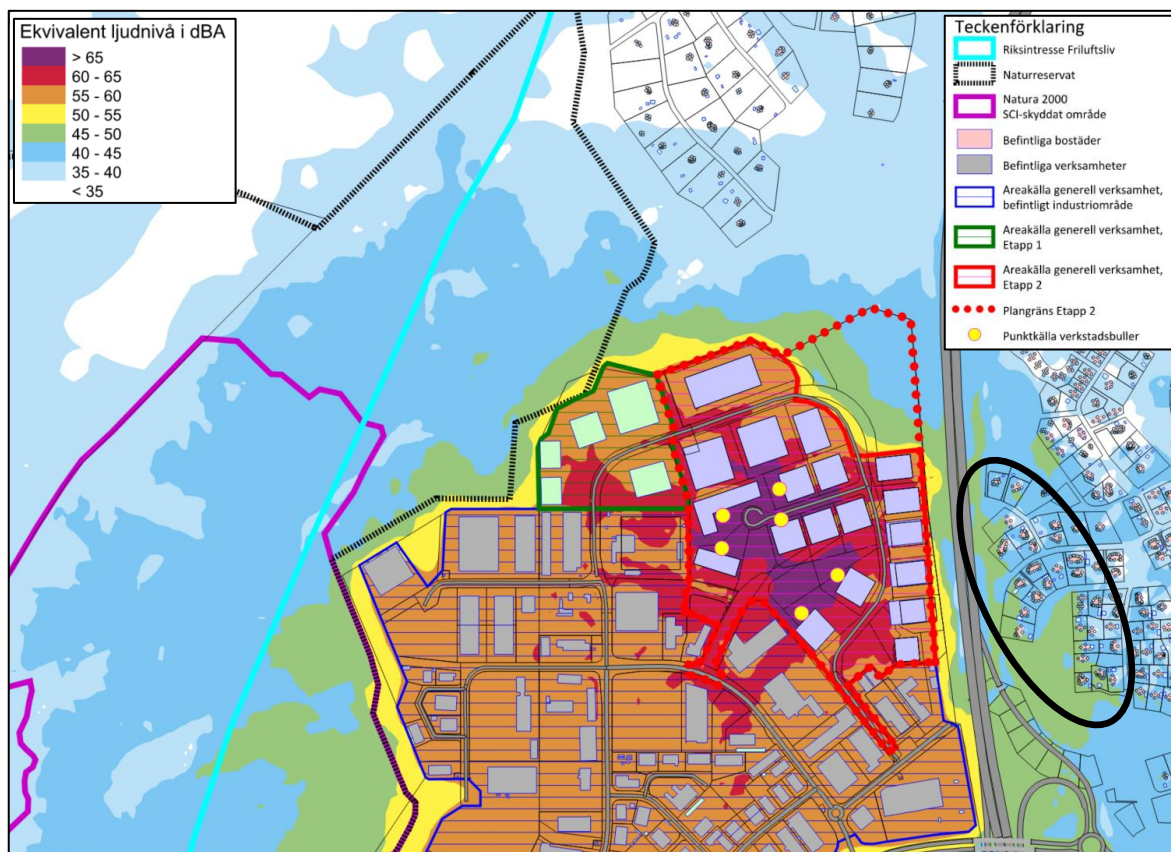 Ekvivalent ljudnivå i dBA
> 65
60 - 65
55 - 60
50 - 55
45 - 50
40 - 45
35 - 40
< 35
Teckenförklaring
Riksintresse Friluftsliv
Naturreservat
Natura 2000
SCI-skyddat område
Befintliga bostäder
Befintliga verksamheter
Areakälla generell verksamhet,
befintligt industriområde
Areakälla generell verksamhet,
Etapp 1
Areakälla generell verksamhet,
Etapp 2
Plangräns Etapp 2
Punktkälla verkstadsbuller